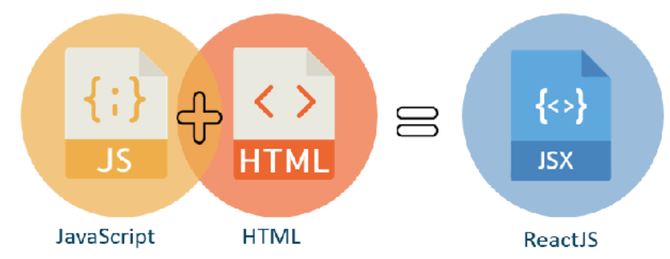 {;}
JS
< >
HTML
{<>}
JSX
JavaScript
HTML
ReactJS